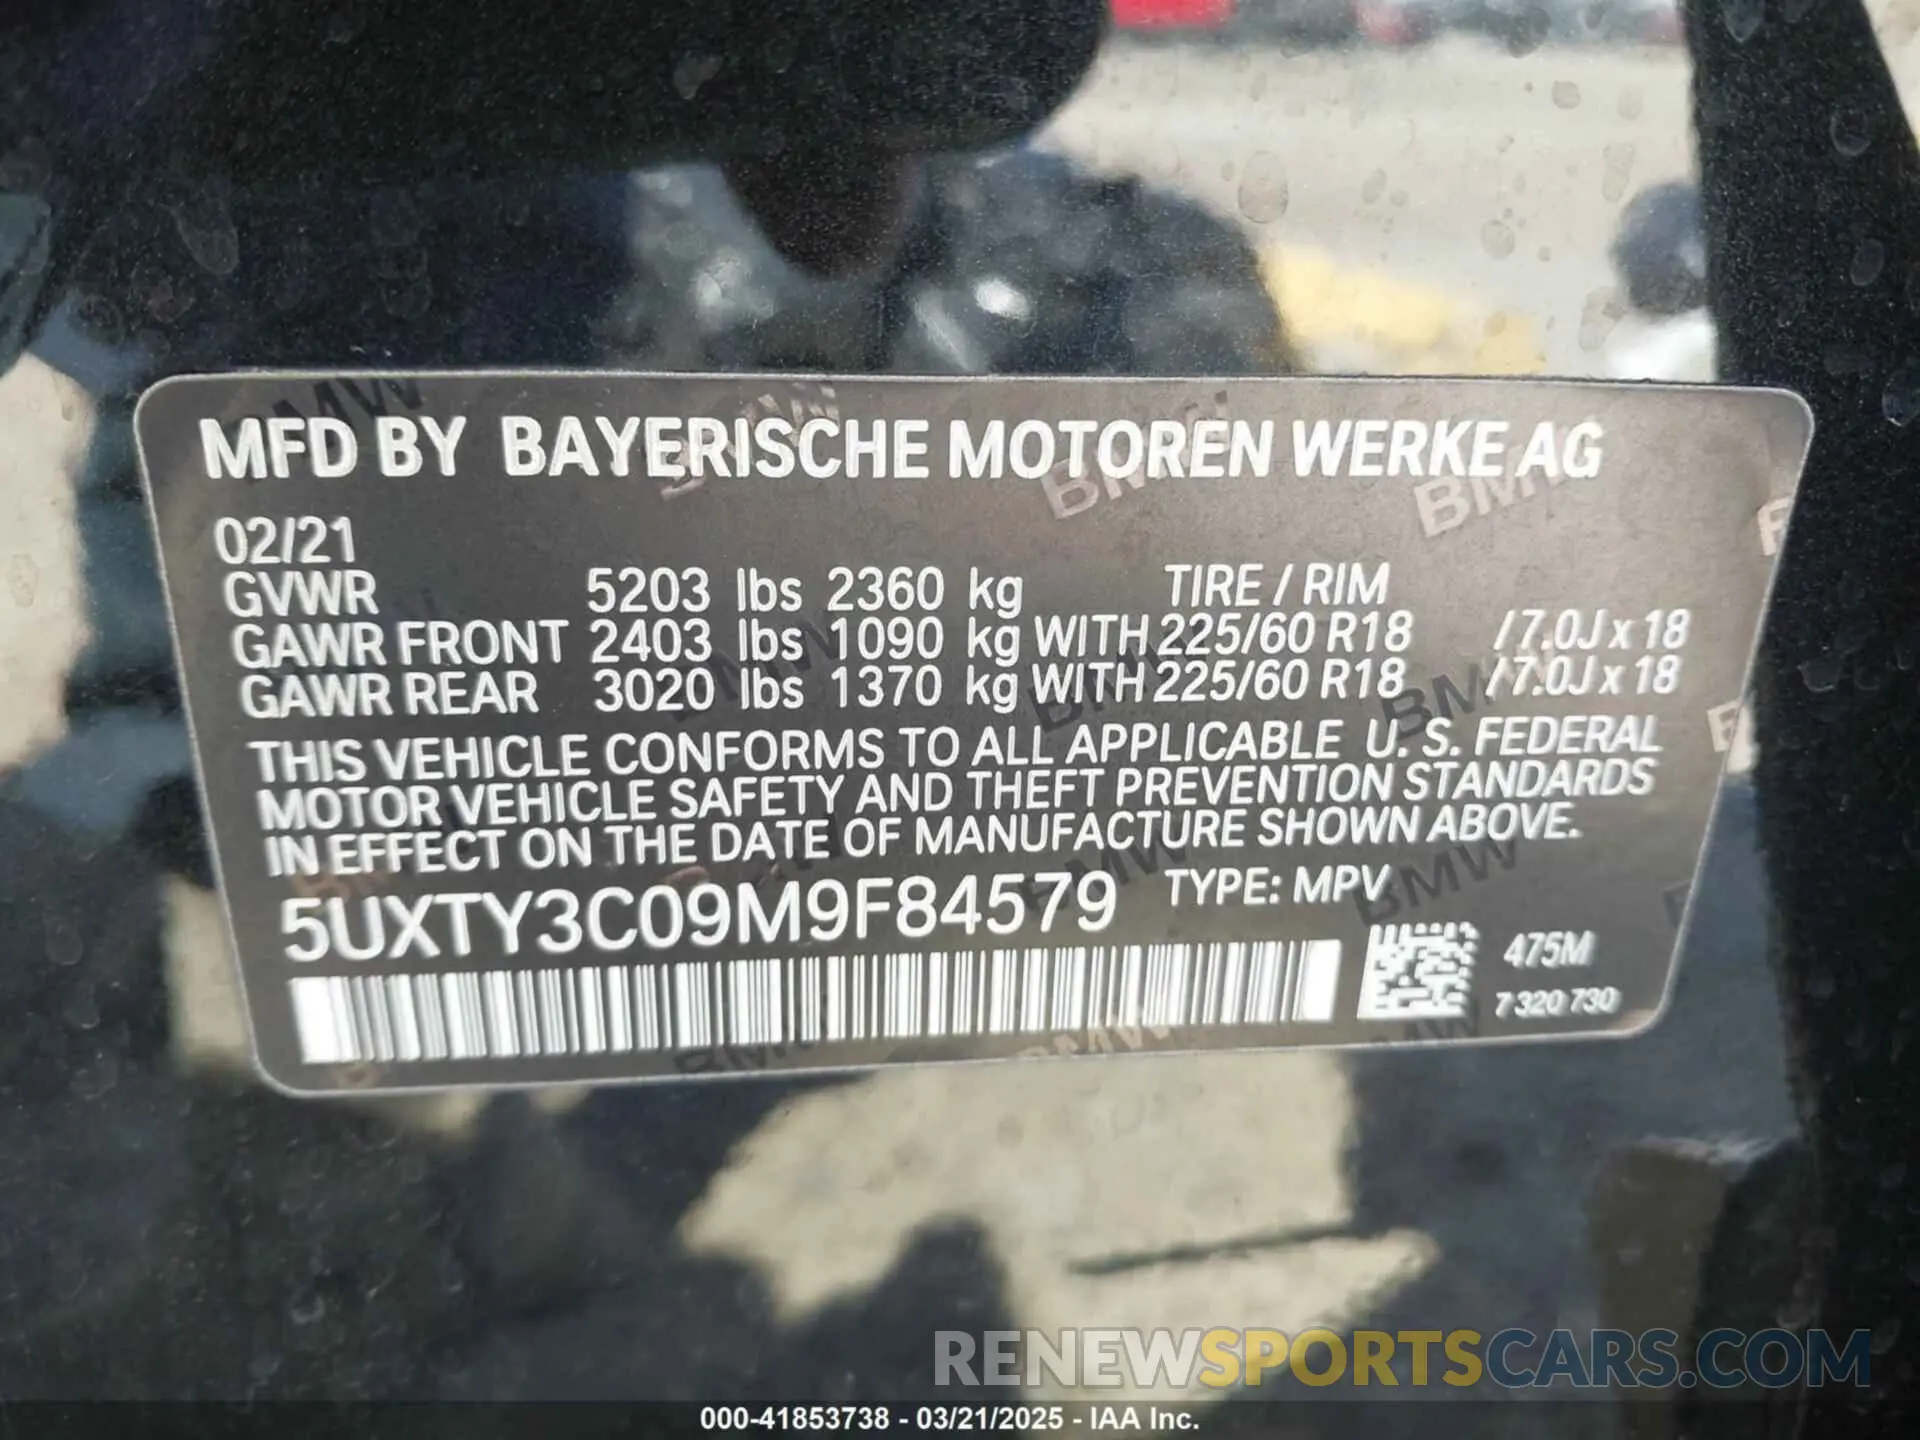 MFD BY BAYERISCHE MOTOREN WERKE AG
02/21
GVWR 5203 lbs 2360 kg TIRE / RIM
GAWR FRONT 2403 lbs 1090 kg WITH 225/60 R18 / 7.0J x 18
GAWR REAR 3020 lbs 1370 kg WITH 225/60 R18 / 7.0J x 18
THIS VEHICLE CONFORMS TO ALL APPLICABLE U. S. FEDERAL
MOTOR VEHICLE SAFETY AND THEFT PREVENTION STANDARDS
IN EFFECT ON THE DATE OF MANUFACTURE SHOWN ABOVE.
5UXTY3C09M9F84579 TYPE: MPV
475M
7 320 730
RENEWSPORTSCARS.COM
000-41853738 - 03/21/2025 - IAA Inc.